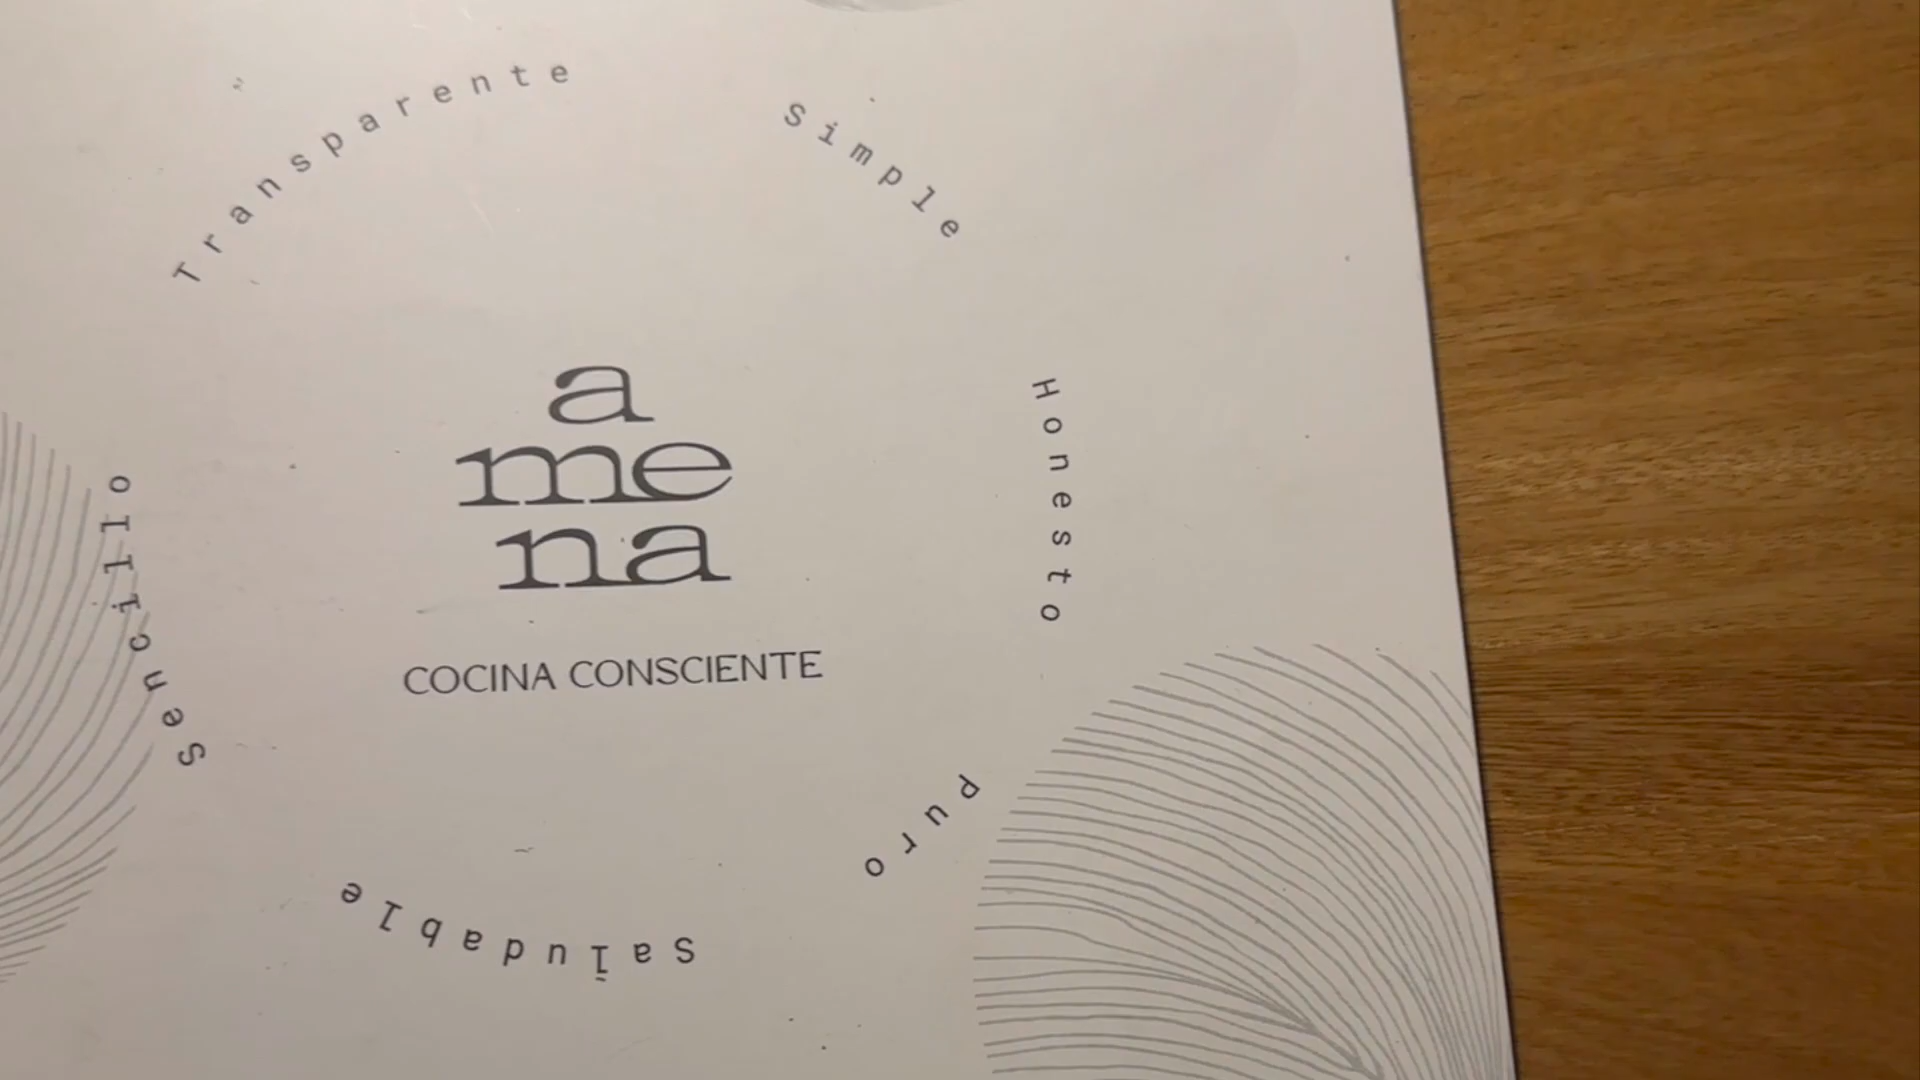 Transparente
Simple
Honesto
Puro
Saludable
Sencillo
a
me
na
COCINA CONSCIENTE